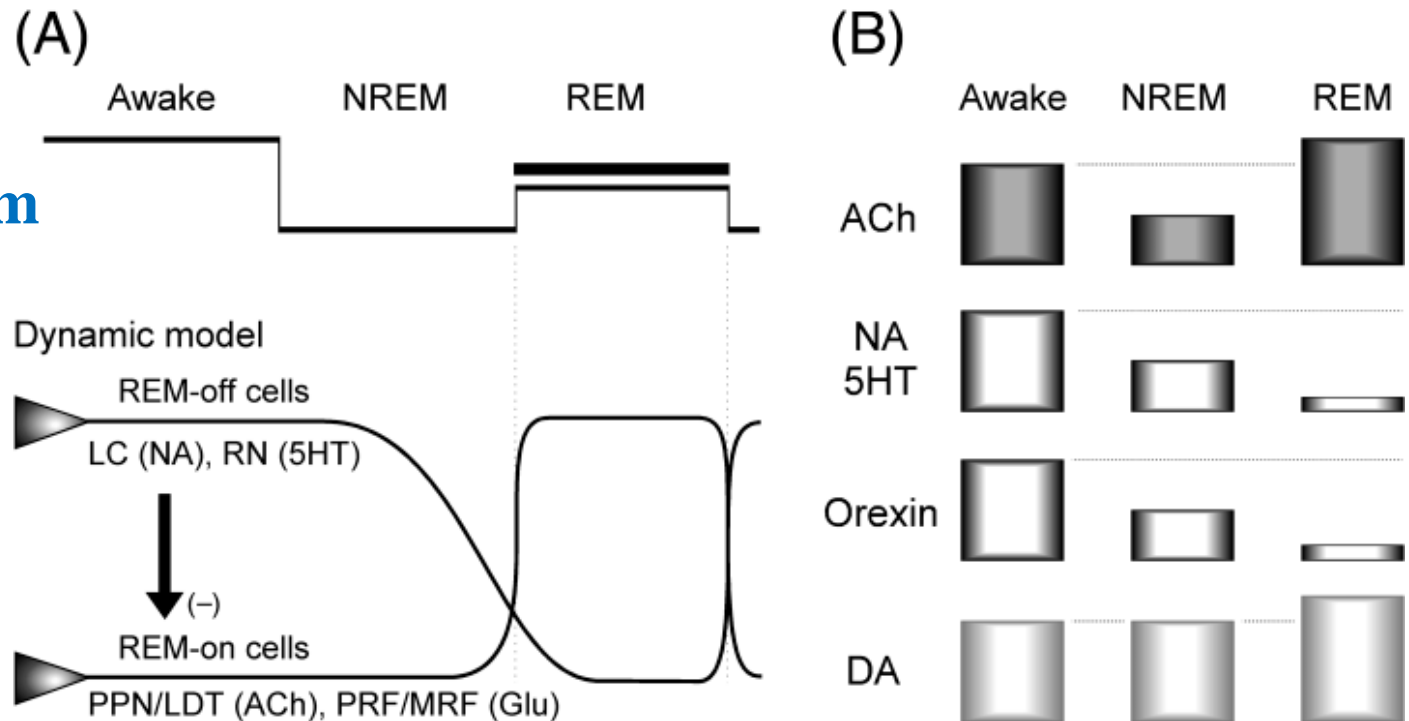 (A)
Awake NREM REM
m
Dynamic model
REM-off cells
LC (NA), RN (5HT)
(–)
REM-on cells
PPN/LDT (ACh), PRF/MRF (Glu)
(B)
Awake NREM REM
ACh
NA
5HT
Orexin
DA